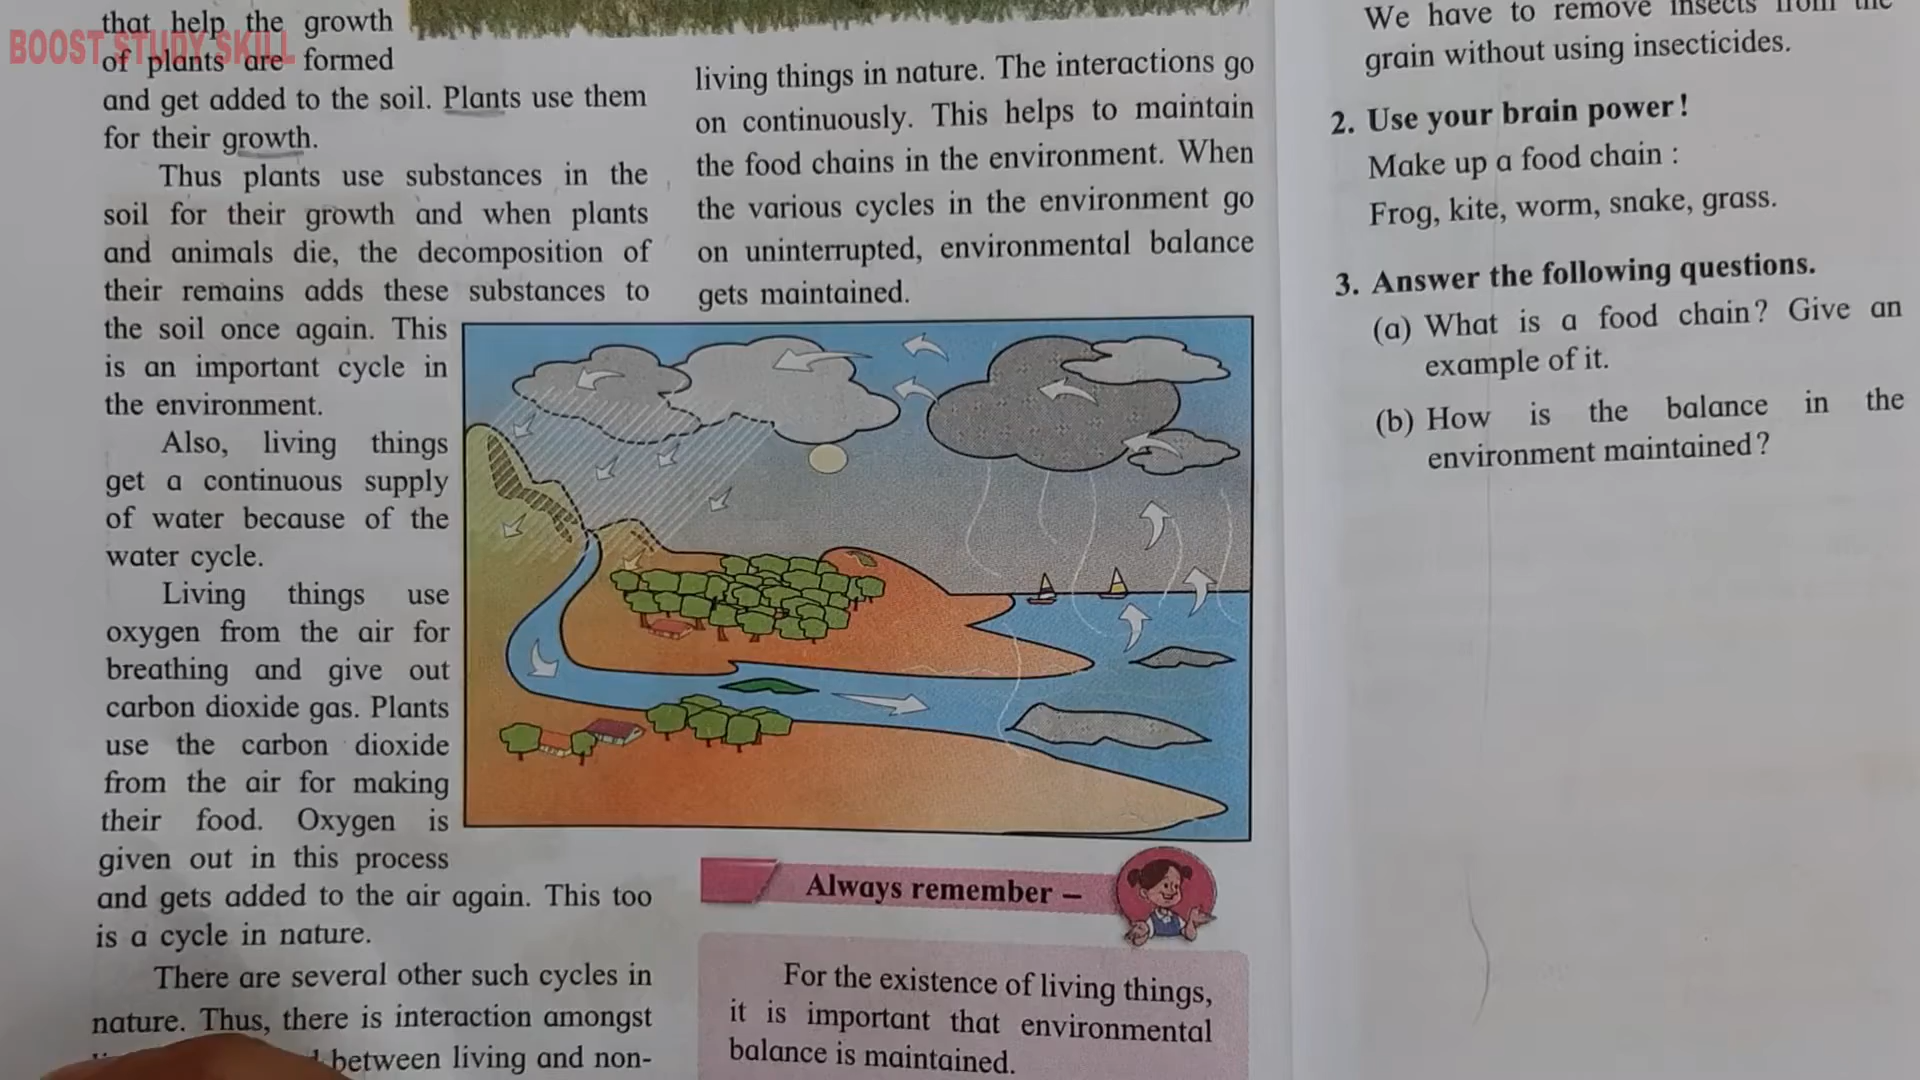 BOOST STUDY SKILL
that help the growth
of plants are formed
and get added to the soil. Plants use them
for their growth.
Thus plants use substances in the
soil for their growth and when plants
and animals die, the decomposition of
their remains adds these substances to
the soil once again. This
is an important cycle in
the environment.
Also, living things
get a continuous supply
of water because of the
water cycle.
Living things use
oxygen from the air for
breathing and give out
carbon dioxide gas. Plants
use the carbon dioxide
from the air for making
their food. Oxygen is
given out in this process
and gets added to the air again. This too
is a cycle in nature.
There are several other such cycles in
nature. Thus, there is interaction amongst
between living and non-
living things in nature. The interactions go
on continuously. This helps to maintain
the food chains in the environment. When
the various cycles in the environment go
on uninterrupted, environmental balance
gets maintained.
Always remember –
For the existence of living things,
it is important that environmental
balance is maintained.
We have to remove insects from the
grain without using insecticides.
2. Use your brain power!
Make up a food chain :
Frog, kite, worm, snake, grass.
3. Answer the following questions.
(a) What is a food chain? Give an
example of it.
(b) How is the balance in the
environment maintained?